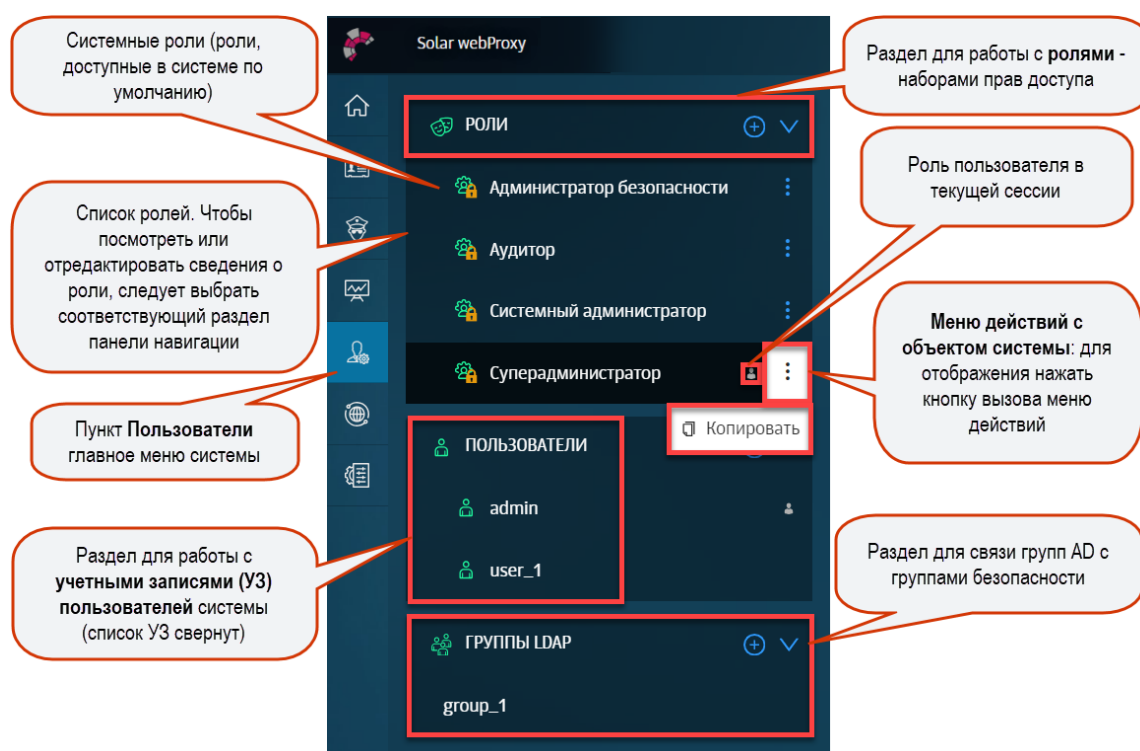 Системные роли (роли,
доступные в системе по
умолчанию)
Список ролей. Чтобы
посмотреть или
отредактировать сведения о
роли, следует выбрать
соответствующий раздел
панели навигации
Пункт Пользователи
главное меню системы
Раздел для работы с
учетными записями (УЗ)
пользователей системы
(список УЗ свернут)
Solar webProxy
РОЛИ
Администратор безопасности
Аудитор
Системный администратор
Суперадминистратор
Копировать
ПОЛЬЗОВАТЕЛИ
admin
user_1
ГРУППЫ LDAP
group_1
Раздел для работы с ролями -
наборами прав доступа
Роль пользователя в
текущей сессии
Меню действий с
объектом системы: для
отображения нажать
кнопку вызова меню
действий
Раздел для связи групп AD с
группами безопасности